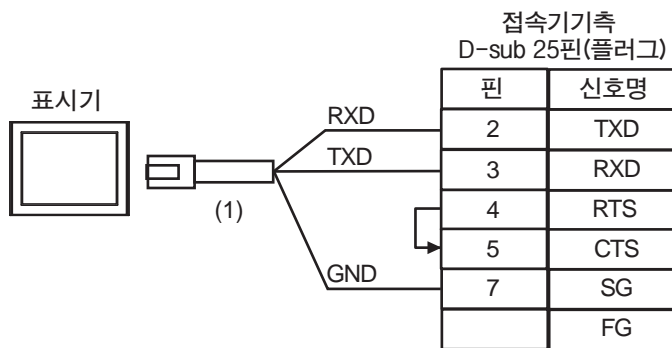 접속기기측
D-sub 25핀(플러그)
표시기
핀 신호명
RXD 2 TXD
TXD 3 RXD
(1) 4 RTS
5 CTS
GND 7 SG
FG